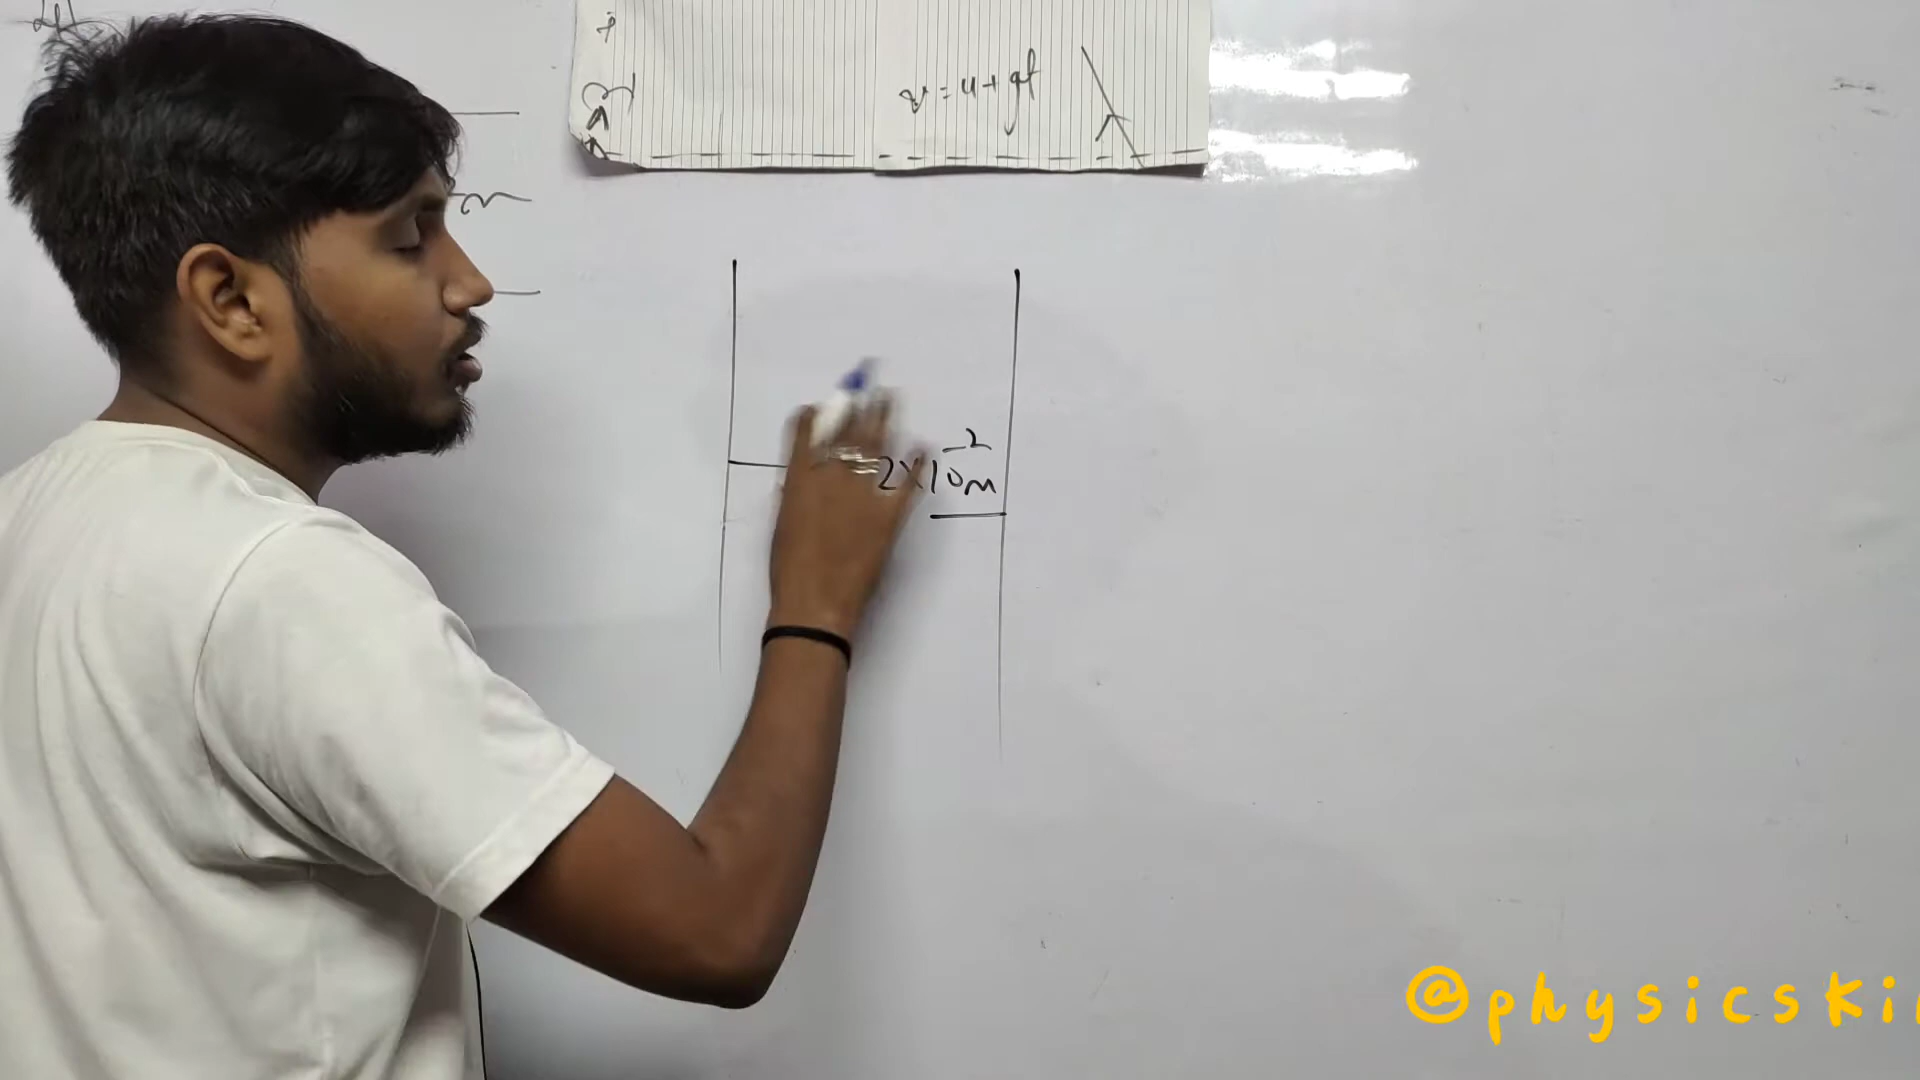 v = u + gt
2×10⁻² m
@physicski